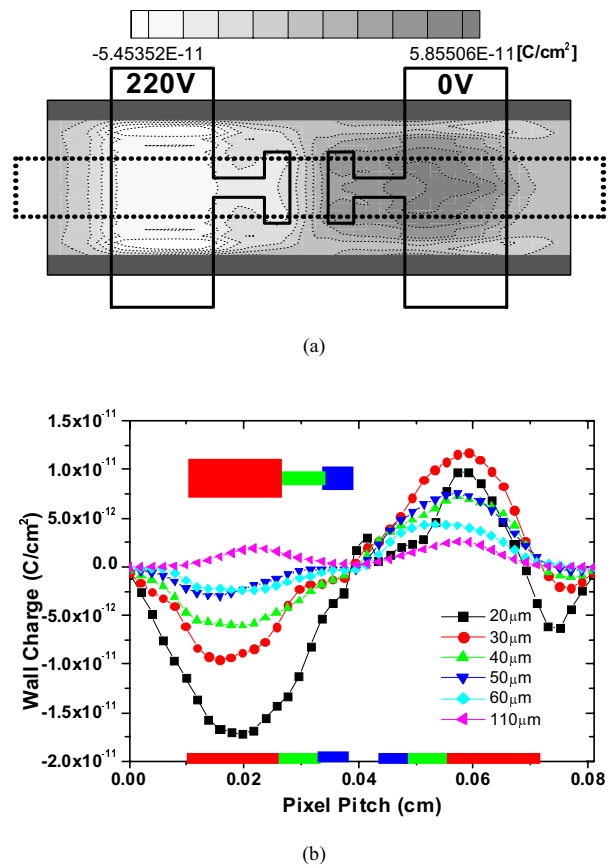 -5.45352E-11 5.85506E-11 [C/cm²]
220V 0V
(a)
1.5x10⁻¹¹
1.0x10⁻¹¹
5.0x10⁻¹²
0.0
-5.0x10⁻¹²
-1.0x10⁻¹¹
-1.5x10⁻¹¹
-2.0x10⁻¹¹
Wall Charge (C/cm²)
20μm
30μm
40μm
50μm
60μm
110μm
0.00 0.02 0.04 0.06 0.08
Pixel Pitch (cm)
(b)